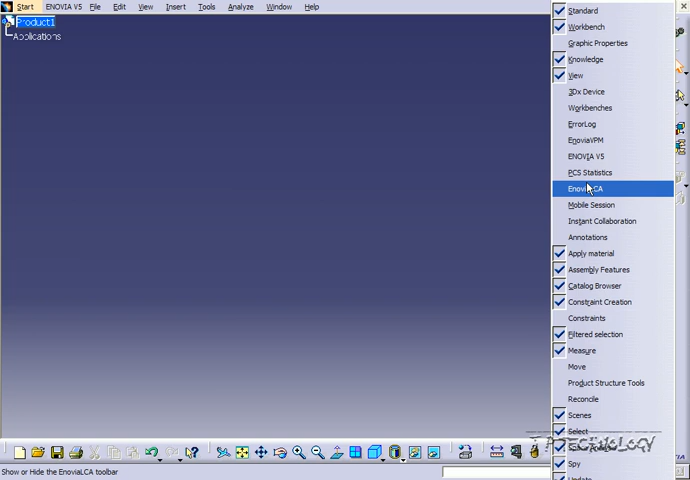 Start ENOVIA V5 File Edit View Insert Tools Analyze Window Help
Product1
Applications
Standard
Workbench
Graphic Properties
Knowledge
View
3Dx Device
Workbenches
ErrorLog
EnoviaVPM
ENOVIA V5
PCS Statistics
EnoviaLCA
Mobile Session
Instant Collaboration
Annotations
Apply material
Assembly Features
Catalog Browser
Constraint Creation
Constraints
Filtered selection
Measure
Move
Product Structure Tools
Reconcile
Scenes
Select
Spy
Update
Show or Hide the EnoviaLCA toolbar